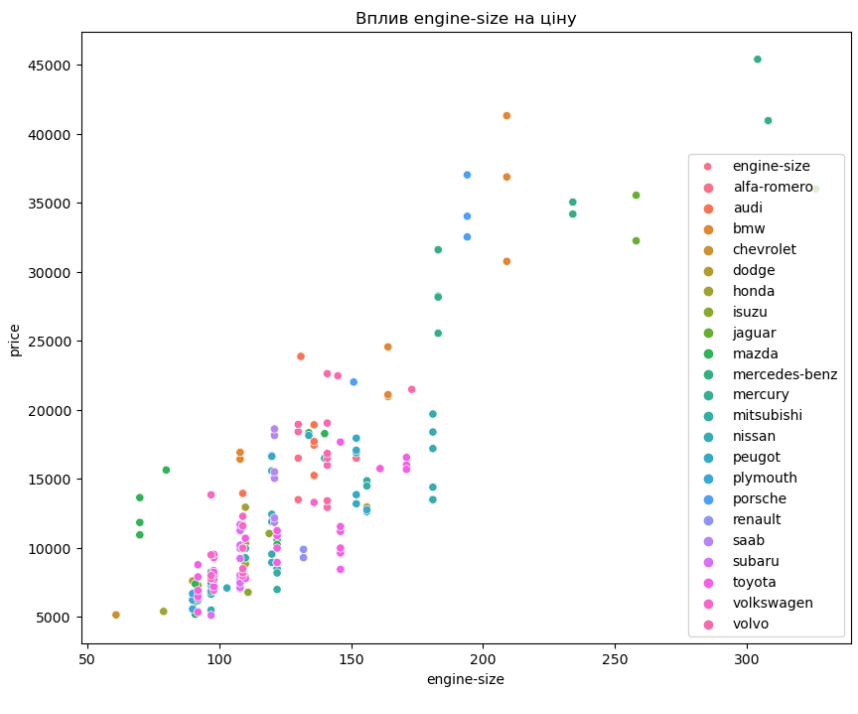 Вплив engine-size на ціну
price
45000
40000
35000
30000
25000
20000
15000
10000
5000
50
100
150
200
250
300
engine-size
engine-size
alfa-romero
audi
bmw
chevrolet
dodge
honda
isuzu
jaguar
mazda
mercedes-benz
mercury
mitsubishi
nissan
peugot
plymouth
porsche
renault
saab
subaru
toyota
volkswagen
volvo